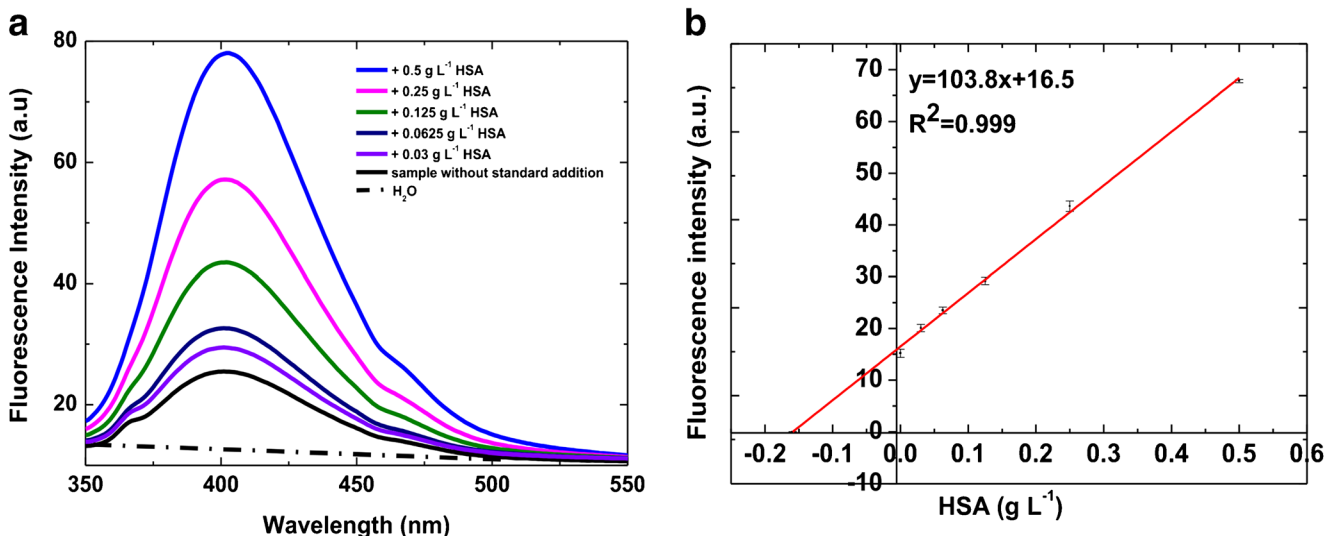 a
80
60
40
20
Fluorescence Intensity (a.u)
350
400
450
500
550
Wavelength (nm)
+ 0.5 g L⁻¹ HSA
+ 0.25 g L⁻¹ HSA
+ 0.125 g L⁻¹ HSA
+ 0.0625 g L⁻¹ HSA
+ 0.03 g L⁻¹ HSA
sample without standard addition
H₂O
b
y=103.8x+16.5
R²=0.999
70
60
50
40
30
20
10
0
-10
Fluorescence intensity (a.u.)
-0.2
-0.1
0.0
0.1
0.2
0.3
0.4
0.5
0.6
HSA (g L⁻¹)